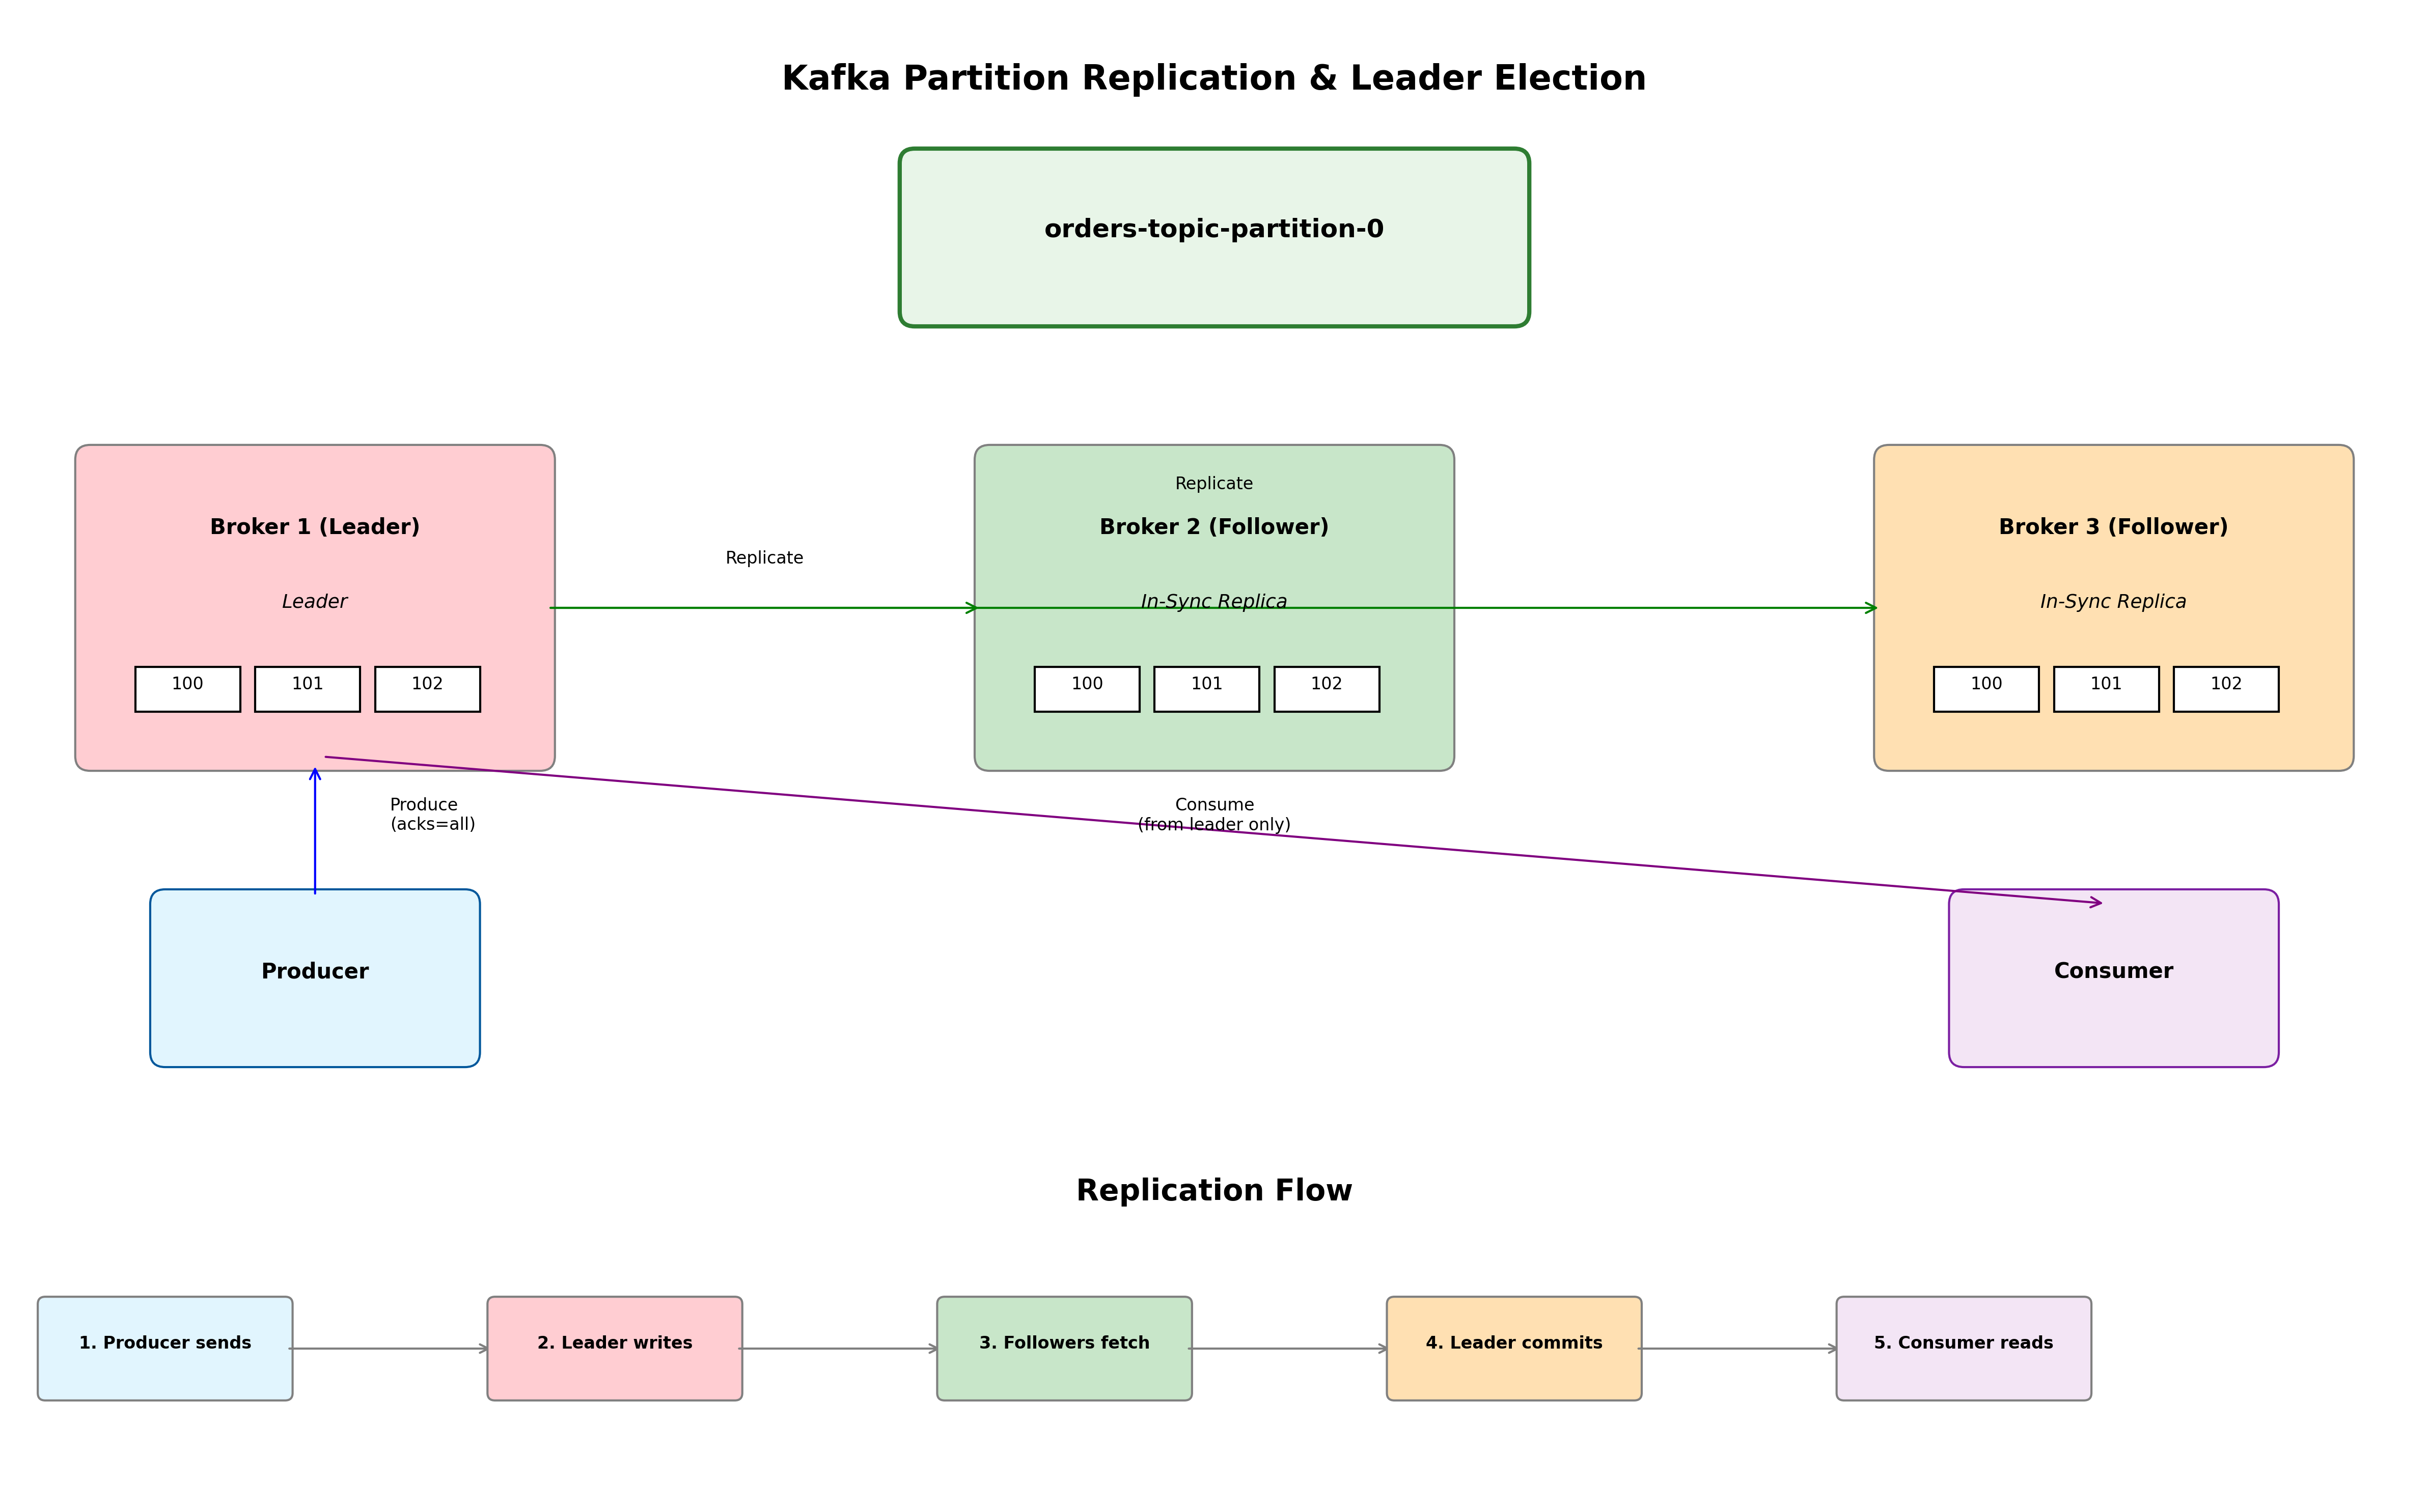 Kafka Partition Replication & Leader Election
orders-topic-partition-0
Broker 1 (Leader)
Leader
100 101 102
Replicate
Replicate
Broker 2 (Follower)
In-Sync Replica
100 101 102
Broker 3 (Follower)
In-Sync Replica
100 101 102
Produce
(acks=all)
Consume
(from leader only)
Producer
Consumer
Replication Flow
1. Producer sends
2. Leader writes
3. Followers fetch
4. Leader commits
5. Consumer reads